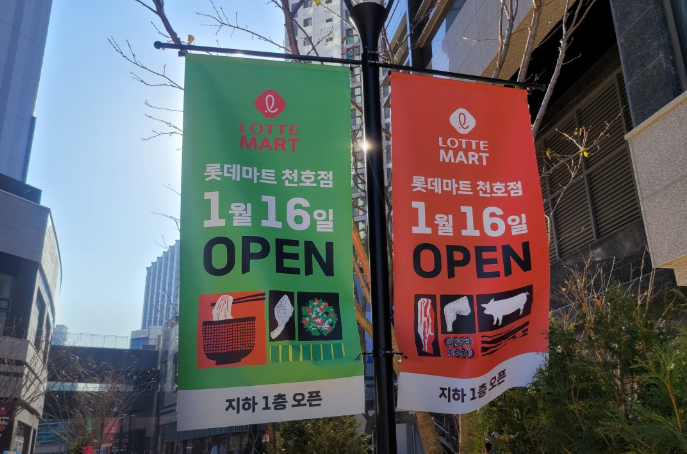 LOTTE
MART
롯데마트 천호점
1월 16일
OPEN
지하 1층 오픈
LOTTE
MART
롯데마트 천호점
1월 16일
OPEN
지하 1층 오픈